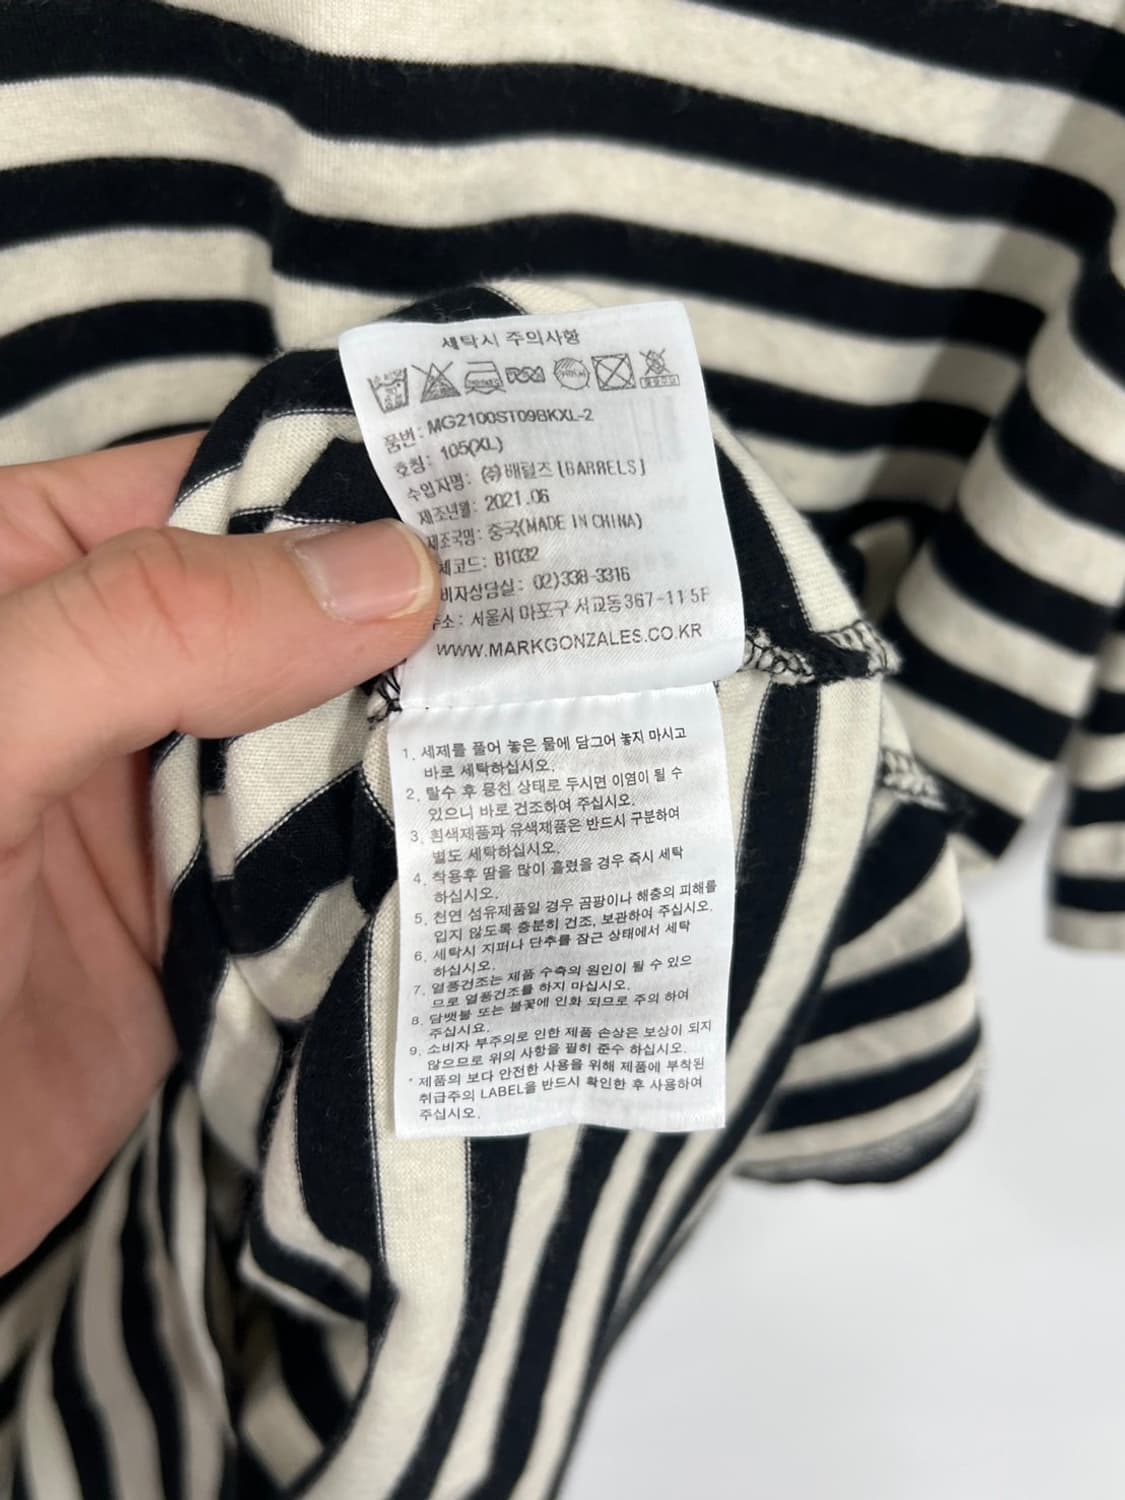 세탁시 주의사항
품번: MG2100ST09BKXL-2
호칭: 105(XL)
수입자명: (주)배럴즈 [BARRELS]
제조년월: 2021.06
제조국명: 중국(MADE IN CHINA)
체코드: B1032
비자상담실: 02)338-3316
주소: 서울시 마포구 서교동367-11 5F
WWW.MARKGONZALES.CO.KR
1. 세제를 풀어 놓은 물에 담그어 놓지 마시고
바로 세탁하십시오.
2. 탈수 후 뭉친 상태로 두시면 이염이 될 수
있으니 바로 건조하여 주십시오.
3. 흰색제품과 유색제품은 반드시 구분하여
별도 세탁하십시오.
4. 착용후 땀을 많이 흘렸을 경우 즉시 세탁
하십시오.
5. 천연 섬유제품일 경우 곰팡이나 해충의 피해를
입지 않도록 충분히 건조, 보관하여 주십시오.
6. 세탁시 지퍼나 단추를 잠근 상태에서 세탁
하십시오.
7. 열풍건조는 제품 수축의 원인이 될 수 있으
므로 열풍건조를 하지 마십시오.
8. 담뱃불 또는 불꽃에 인화 되므로 주의 하여
주십시요.
9. 소비자 부주의로 인한 제품 손상은 보상이 되지
않으므로 위의 사항을 필히 준수 하십시오.
* 제품의 보다 안전한 사용을 위해 제품에 부착된
취급주의 LABEL을 반드시 확인한 후 사용하여
주십시오.